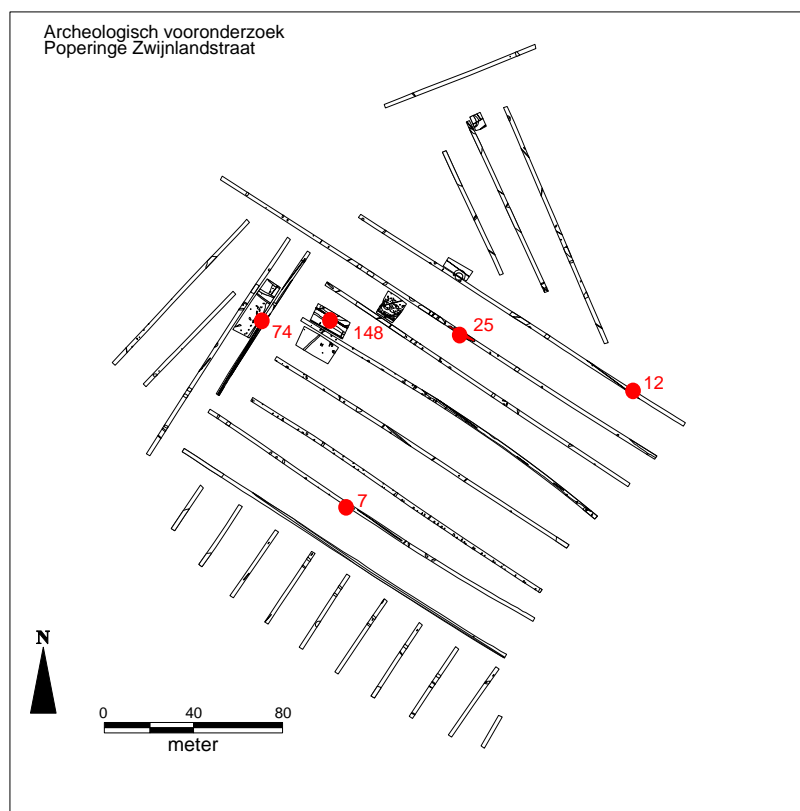 Archeologisch vooronderzoek
Poperinge Zwijnlandstraat
74
148
25
12
7
N
0 40 80
meter